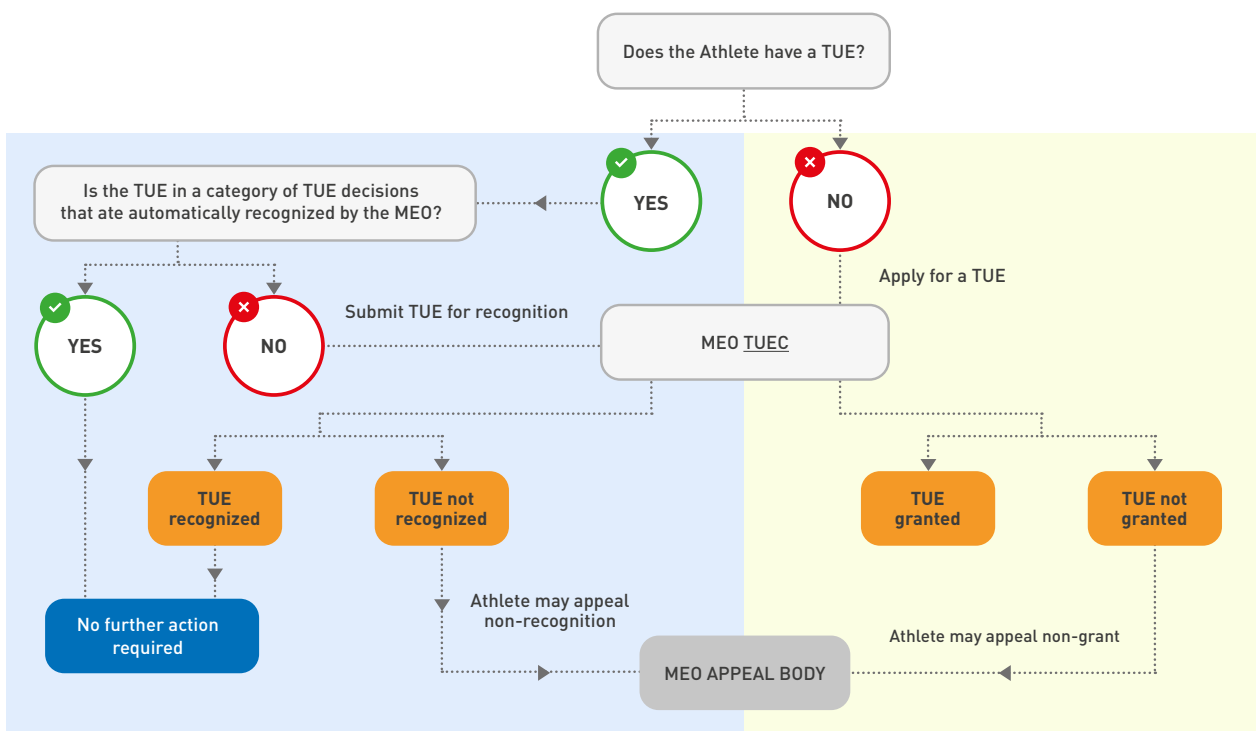 Does the Athlete have a TUE?
YES
NO
Is the TUE in a category of TUE decisions
that ate automatically recognized by the MEO?
Apply for a TUE
YES
NO
Submit TUE for recognition
MEO TUEC
TUE
recognized
TUE not
recognized
TUE
granted
TUE not
granted
No further action
required
Athlete may appeal
non-recognition
Athlete may appeal non-grant
MEO APPEAL BODY